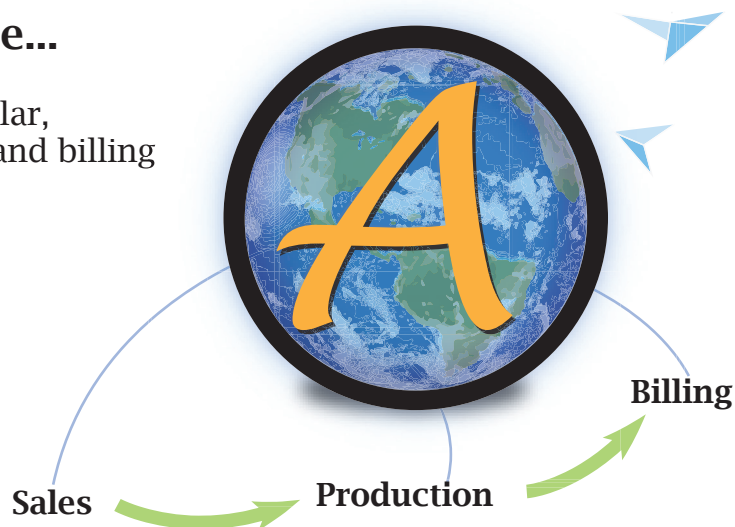 e...
lar,
and billing
A
Billing
Production
Sales